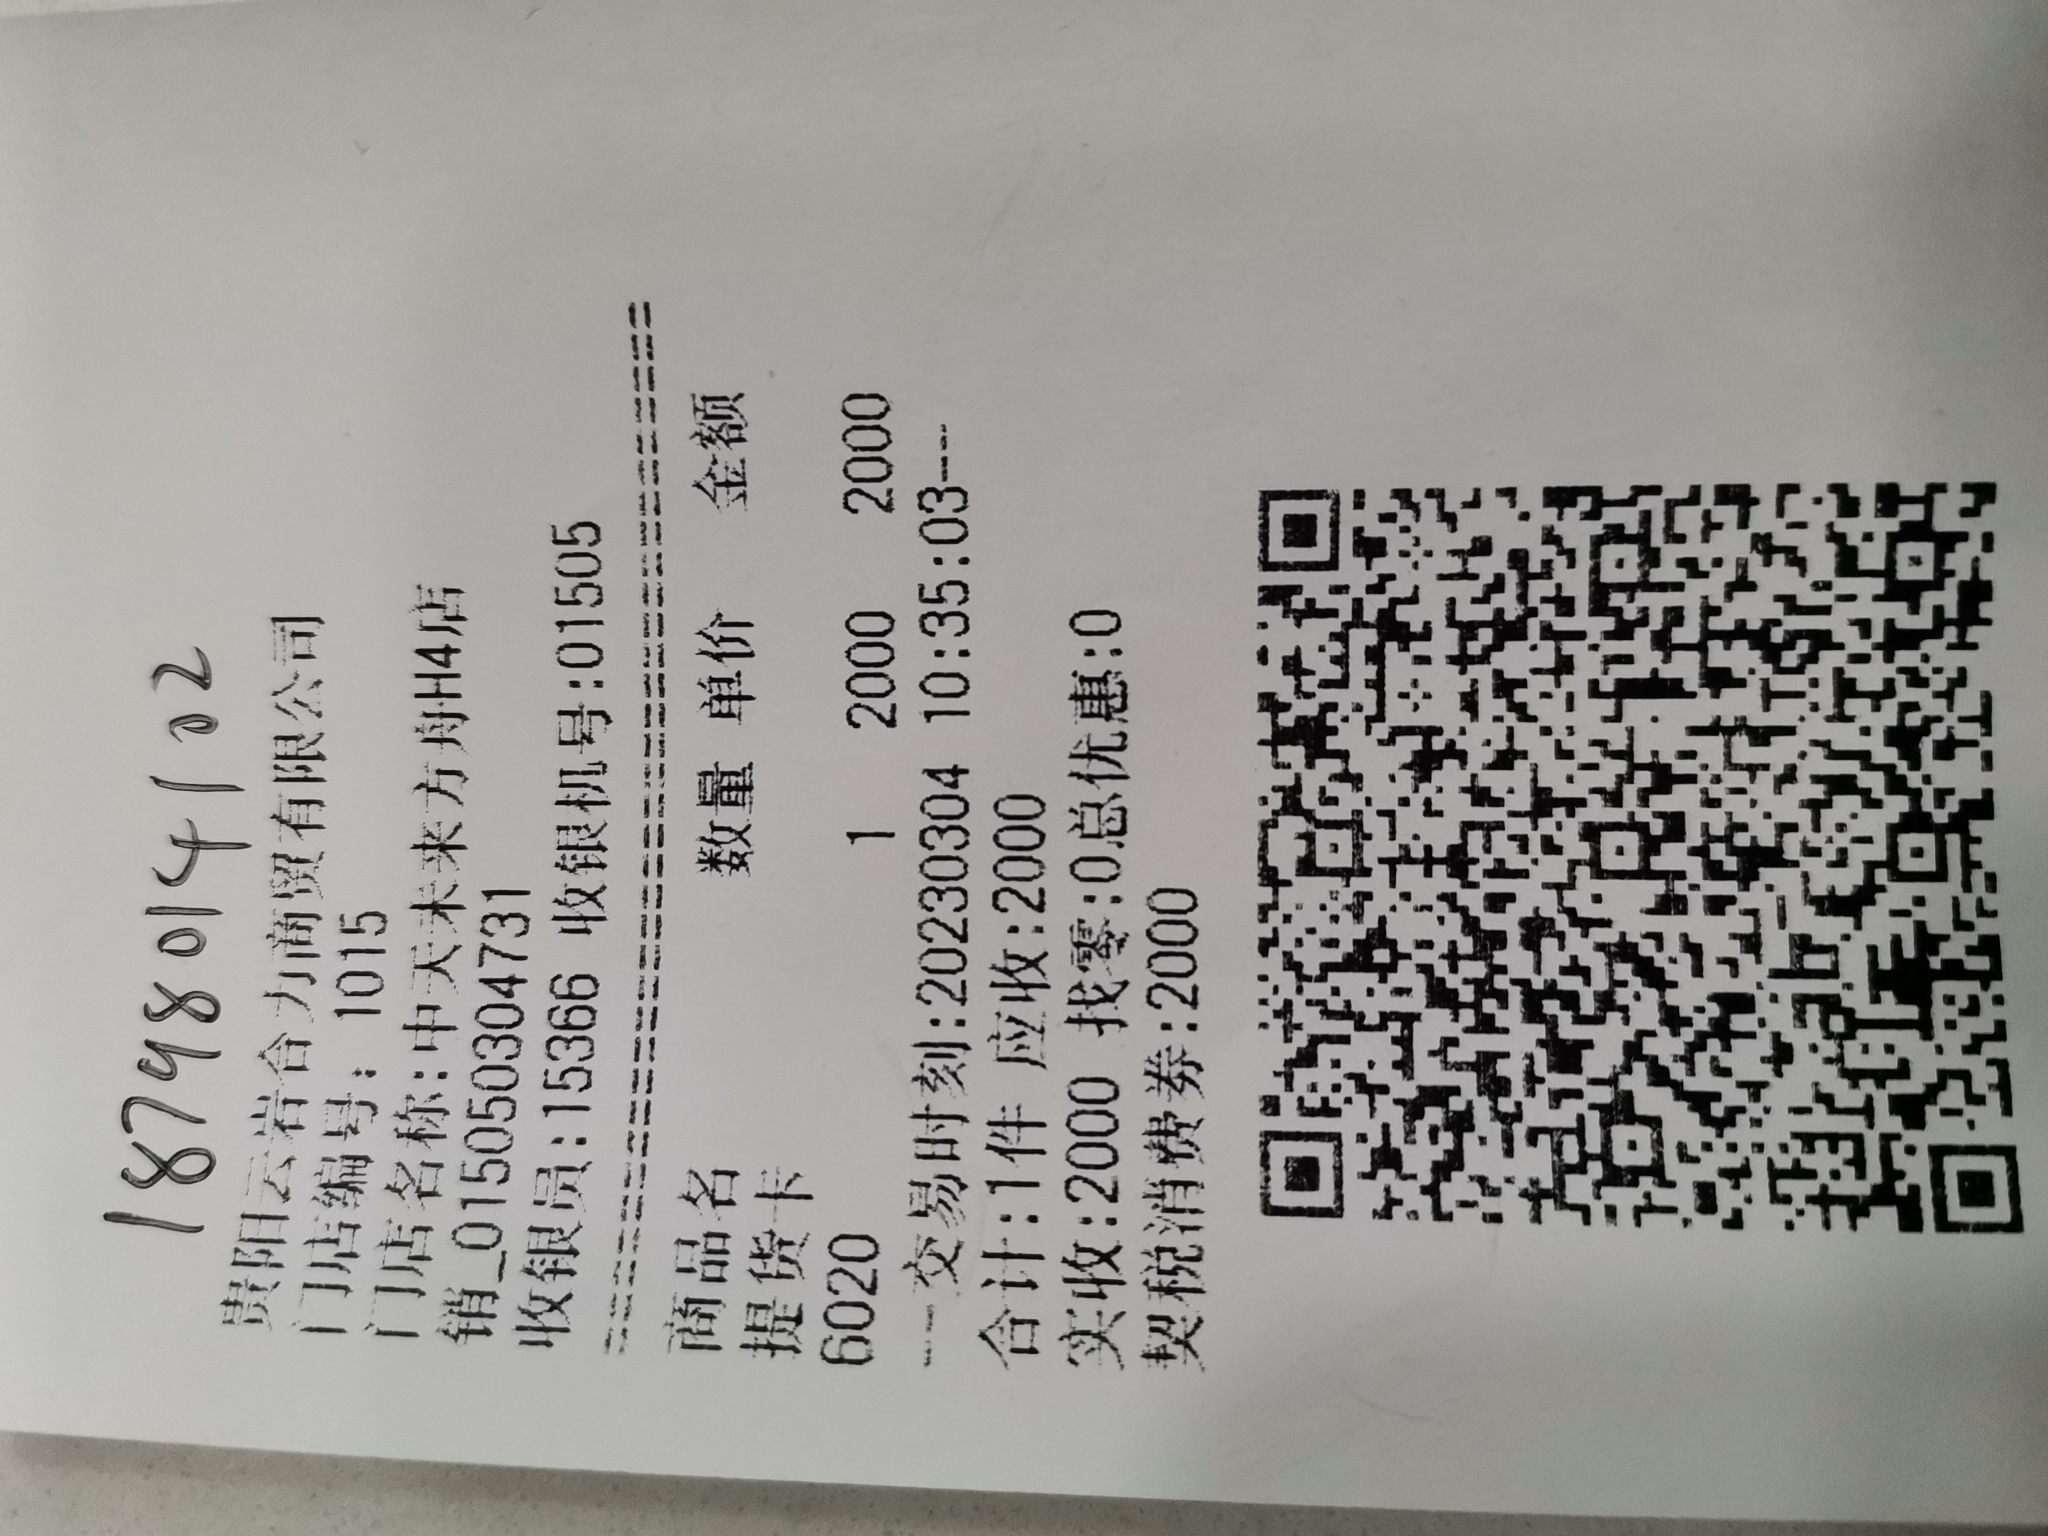 18798014102
贵阳云岩合力商贸有限公司
门店编号: 1015
门店名称:中天未来方舟H4店
销_01505030304731
收银员:15366 收银机号:01505
==============================
商品名 数量 单价 金额
提货卡
6020 1 2000 2000
--交易时刻:20230304 10:35:03---
合计:1件 应收:2000
实收:2000 找零:0总优惠:0
契税消费券:2000